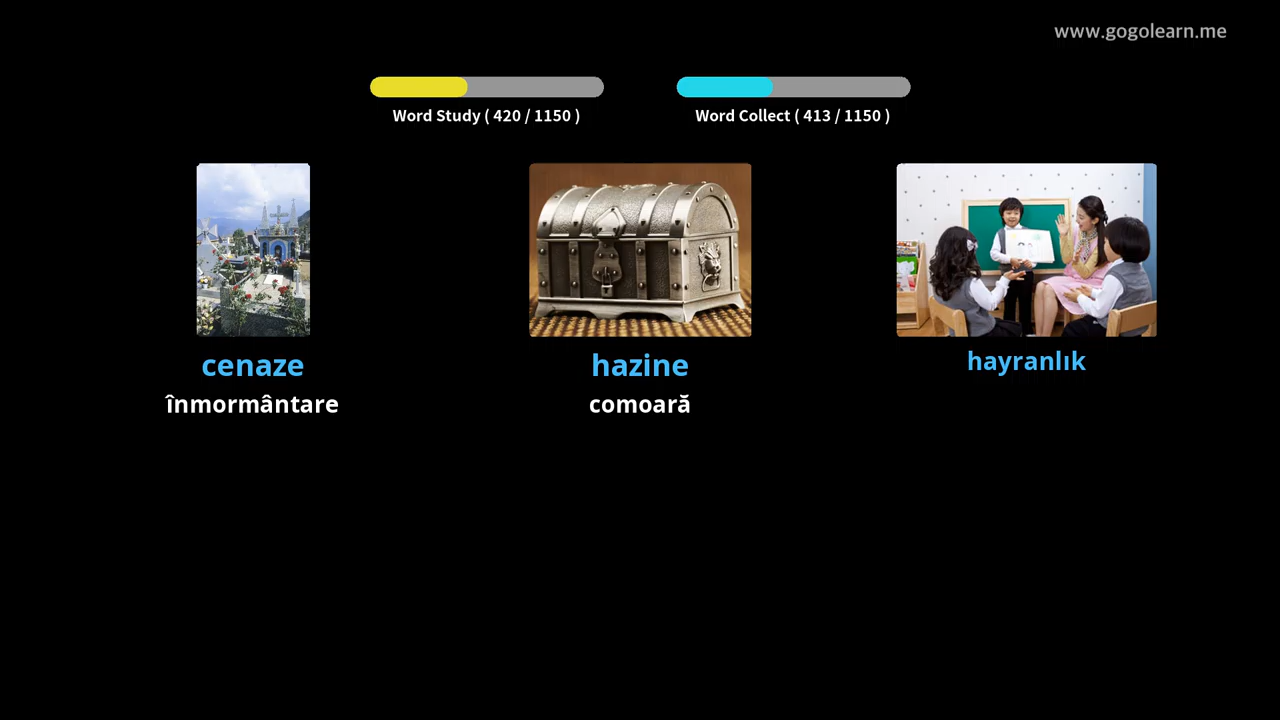 www.gogolearn.me
Word Study ( 420 / 1150 )
Word Collect ( 413 / 1150 )
cenaze
înmormântare
hazine
comoară
hayranlık